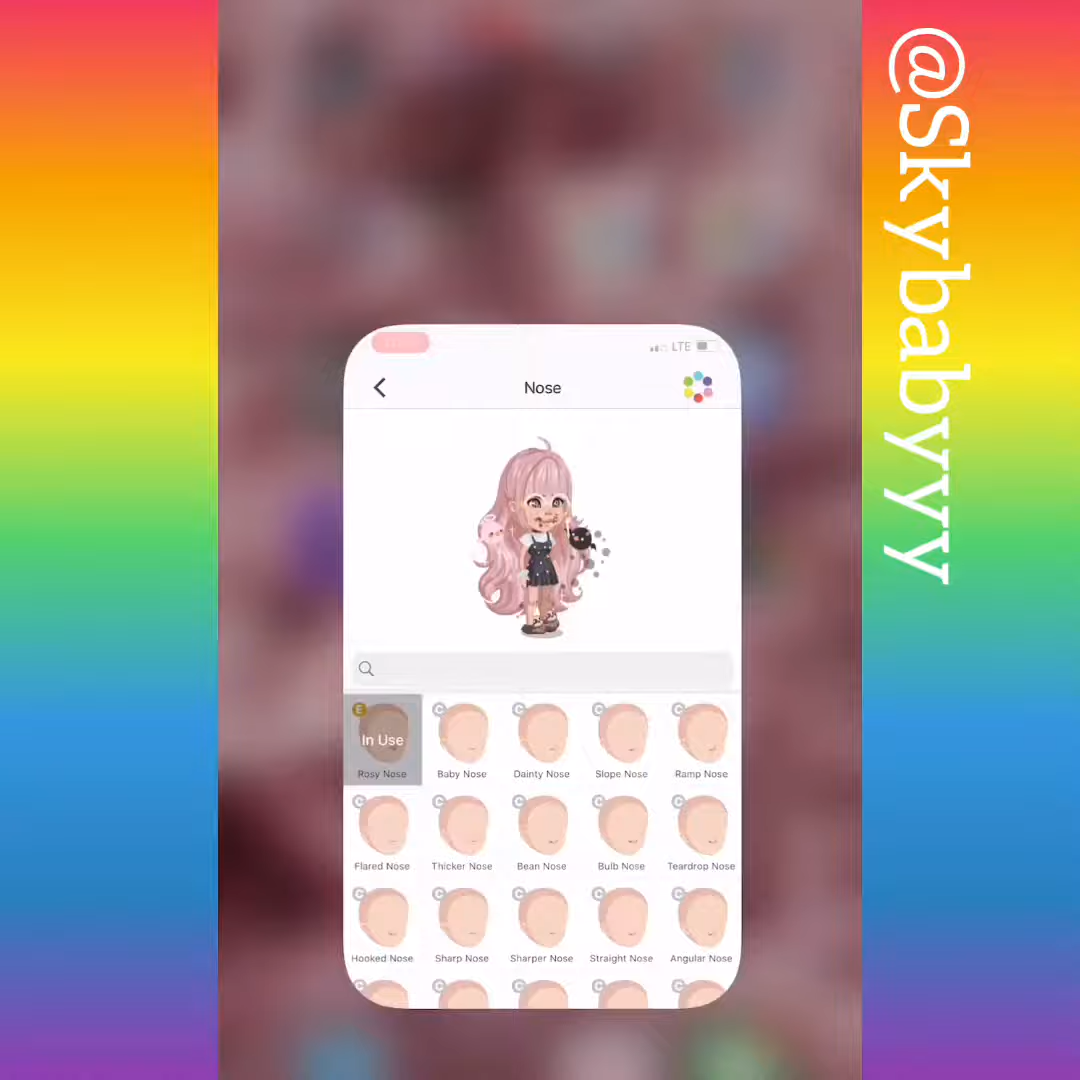 @Skybabyyy
LTE
Nose
E
C
C
C
C
In Use
Rosy Nose
Baby Nose
Dainty Nose
Slope Nose
Ramp Nose
C
C
C
C
C
Flared Nose
Thicker Nose
Bean Nose
Bulb Nose
Teardrop Nose
C
C
C
C
C
Hooked Nose
Sharp Nose
Sharper Nose
Straight Nose
Angular Nose
C
C
C
C
C